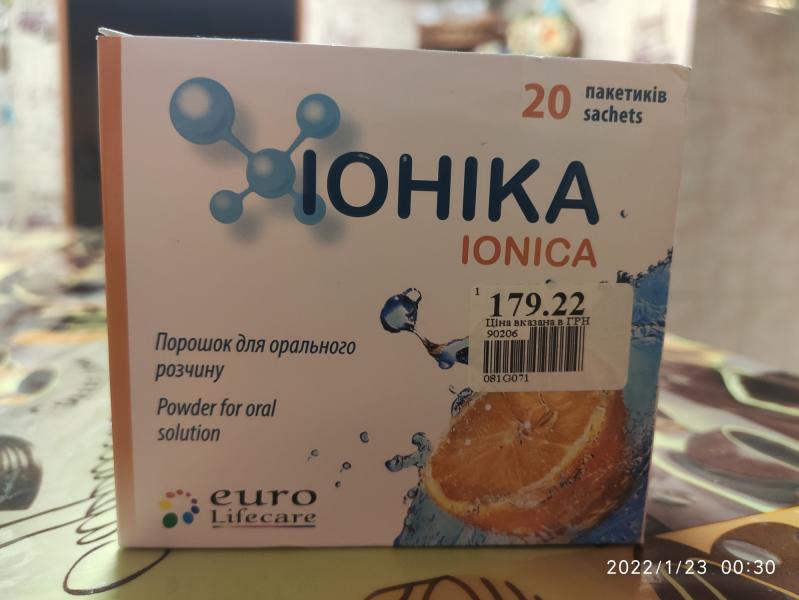 20 пакетиків
sachets
ІОНІКА
IONICA
1 179.22
Ціна вказана в ГРН
90206
081G071
Порошок для орального
розчину
Powder for oral
solution
euro
Lifecare
2022/1/23 00:30